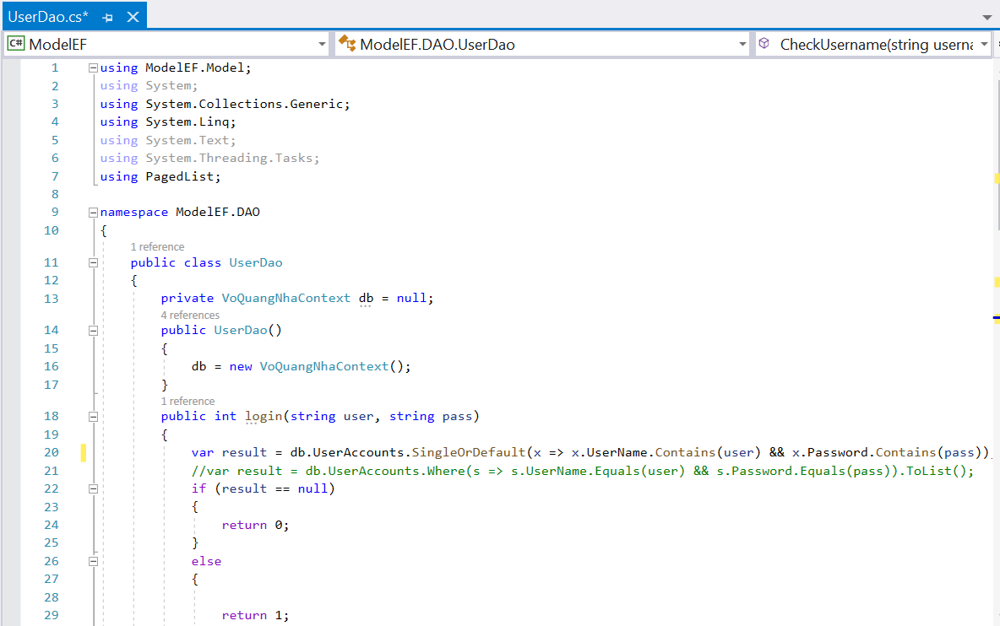 UserDao.cs*
C# ModelEF ModelEF.DAO.UserDao CheckUsername(string userna
1 using ModelEF.Model;
2 using System;
3 using System.Collections.Generic;
4 using System.Linq;
5 using System.Text;
6 using System.Threading.Tasks;
7 using PagedList;
8
9 namespace ModelEF.DAO
10 {
1 reference
11 public class UserDao
12 {
13 private VoQuangNhaContext db = null;
4 references
14 public UserDao()
15 {
16 db = new VoQuangNhaContext();
17 }
1 reference
18 public int login(string user, string pass)
19 {
20 var result = db.UserAccounts.SingleOrDefault(x => x.UserName.Contains(user) && x.Password.Contains(pass));
21 //var result = db.UserAccounts.Where(s => s.UserName.Equals(user) && s.Password.Equals(pass)).ToList();
22 if (result == null)
23 {
24 return 0;
25 }
26 else
27 {
28
29 return 1;